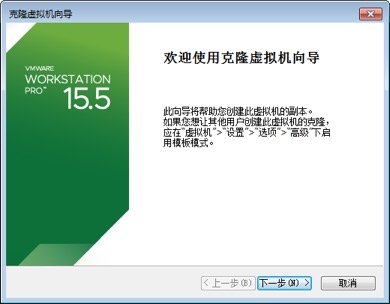 克隆虚拟机向导
欢迎使用克隆虚拟机向导
VMWARE
WORKSTATION
PRO™
15.5
此向导将帮助您创建此虚拟机的副本。
如果您想让其他用户创建此虚拟机的克隆，
应在"虚拟机">"设置">"选项">"高级"下启
用模板模式。
< 上一步(B)
下一步(N) >
取消